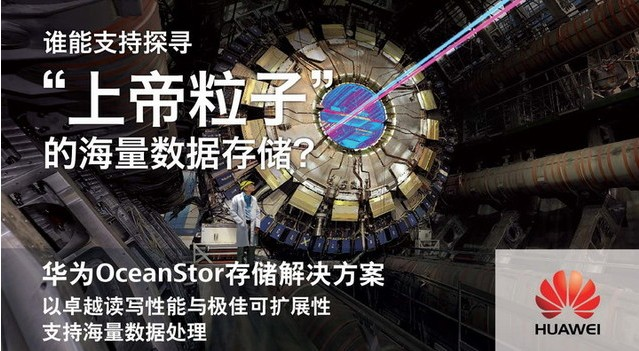 谁能支持探寻
“上帝粒子”
的海量数据存储?
华为OceanStor存储解决方案
以卓越读写性能与极佳可扩展性
支持海量数据处理
HUAWEI